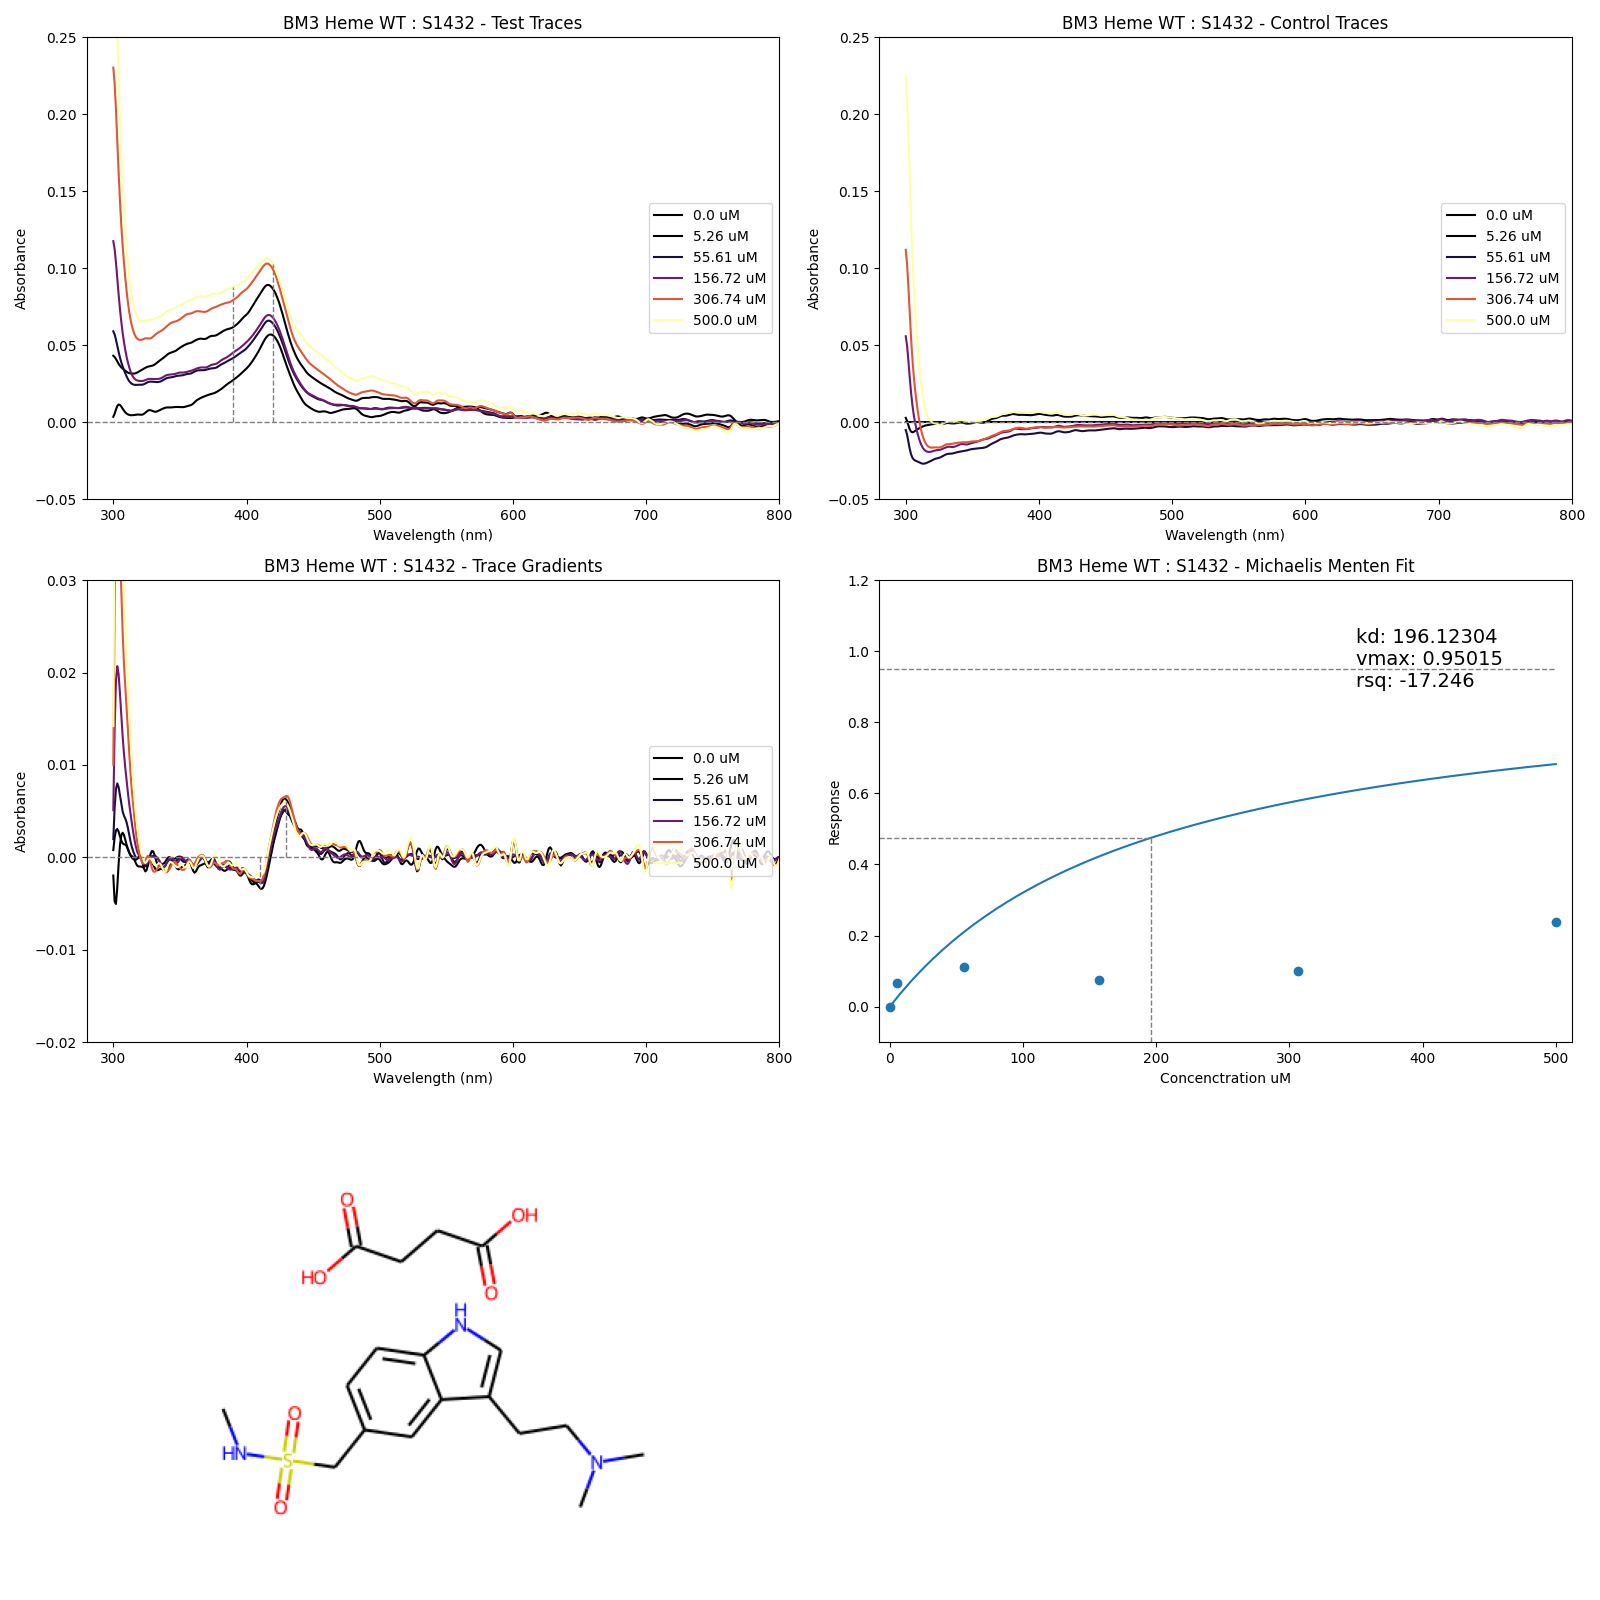 BM3 Heme WT : S1432 - Test Traces
0.25
0.20
0.15
0.10
0.05
0.00
−0.05
Absorbance
300 400 500 600 700 800
Wavelength (nm)
0.0 uM
5.26 uM
55.61 uM
156.72 uM
306.74 uM
500.0 uM
BM3 Heme WT : S1432 - Control Traces
0.25
0.20
0.15
0.10
0.05
0.00
−0.05
Absorbance
300 400 500 600 700 800
Wavelength (nm)
0.0 uM
5.26 uM
55.61 uM
156.72 uM
306.74 uM
500.0 uM
BM3 Heme WT : S1432 - Trace Gradients
0.03
0.02
0.01
0.00
−0.01
−0.02
Absorbance
300 400 500 600 700 800
Wavelength (nm)
0.0 uM
5.26 uM
55.61 uM
156.72 uM
306.74 uM
500.0 uM
BM3 Heme WT : S1432 - Michaelis Menten Fit
1.2
1.0
0.8
0.6
0.4
0.2
0.0
Response
0 100 200 300 400 500
Concenctration uM
kd: 196.12304
vmax: 0.95015
rsq: -17.246
O
OH
HO
O
H
N
O
HN
S
N
O